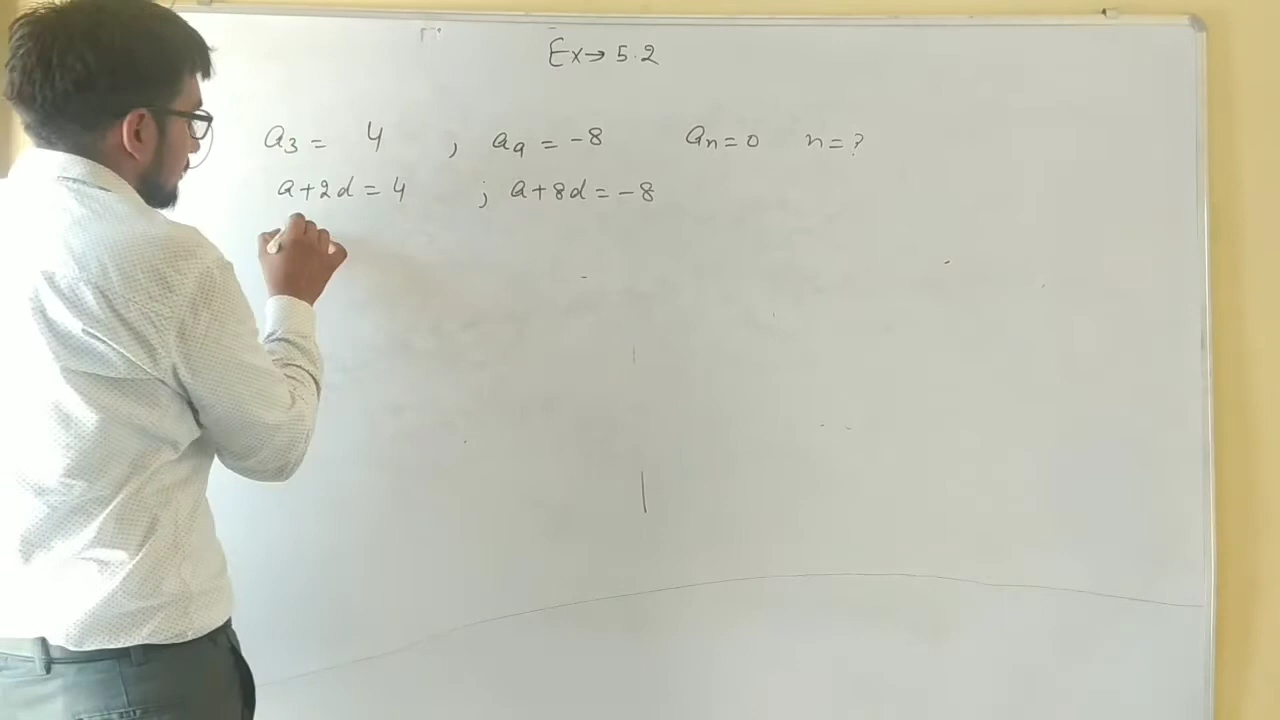 Ex→ 5.2
a₃ = 4 , a₉ = -8 aₙ = 0 n = ?
a+2d = 4 ; a+8d = -8